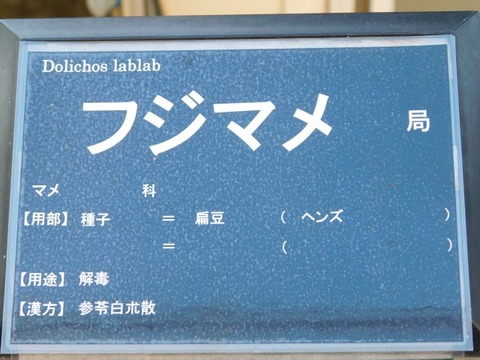 Dolichos lablab
フジマメ 局
マメ 科
【用部】 種子 ＝ 扁豆 （ ヘンズ ）
＝ （ ）
【用途】 解毒
【漢方】 参苓白朮散